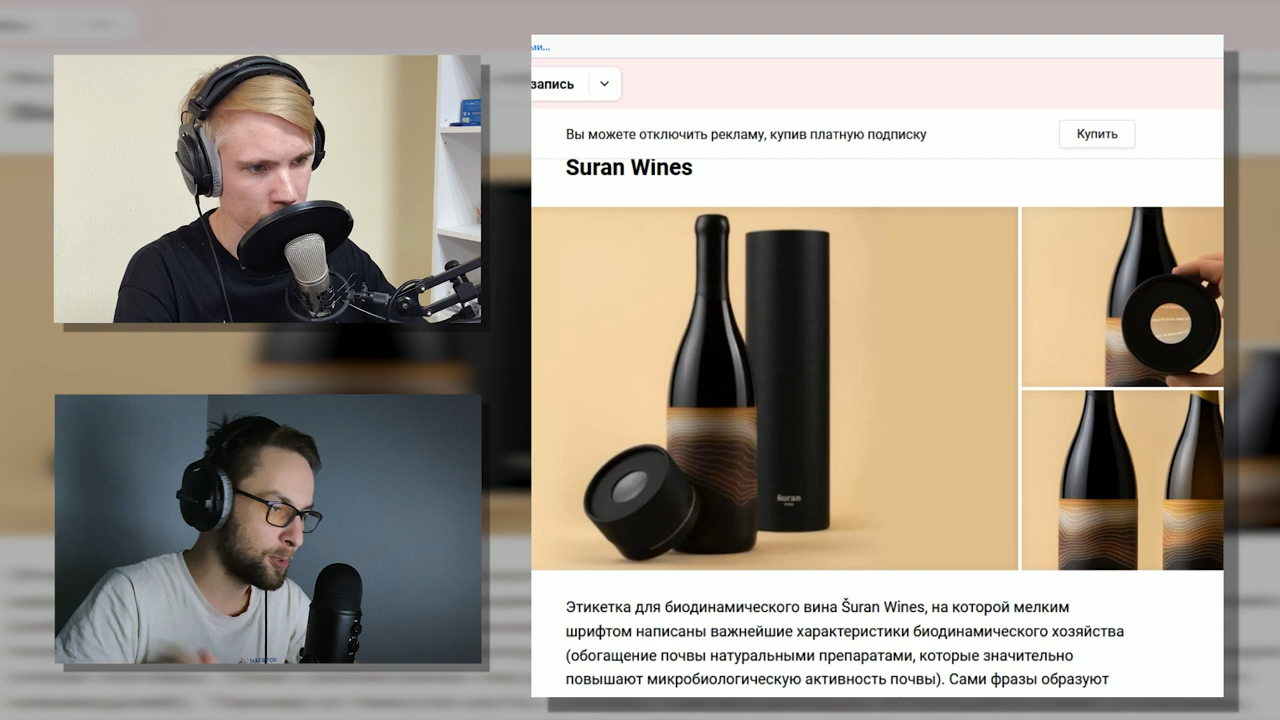 ми...
запись
Вы можете отключить рекламу, купив платную подписку
Купить
Suran Wines
Šuran
Этикетка для биодинамического вина Šuran Wines, на которой мелким
шрифтом написаны важнейшие характеристики биодинамического хозяйства
(обогащение почвы натуральными препаратами, которые значительно
повышают микробиологическую активность почвы). Сами фразы образуют